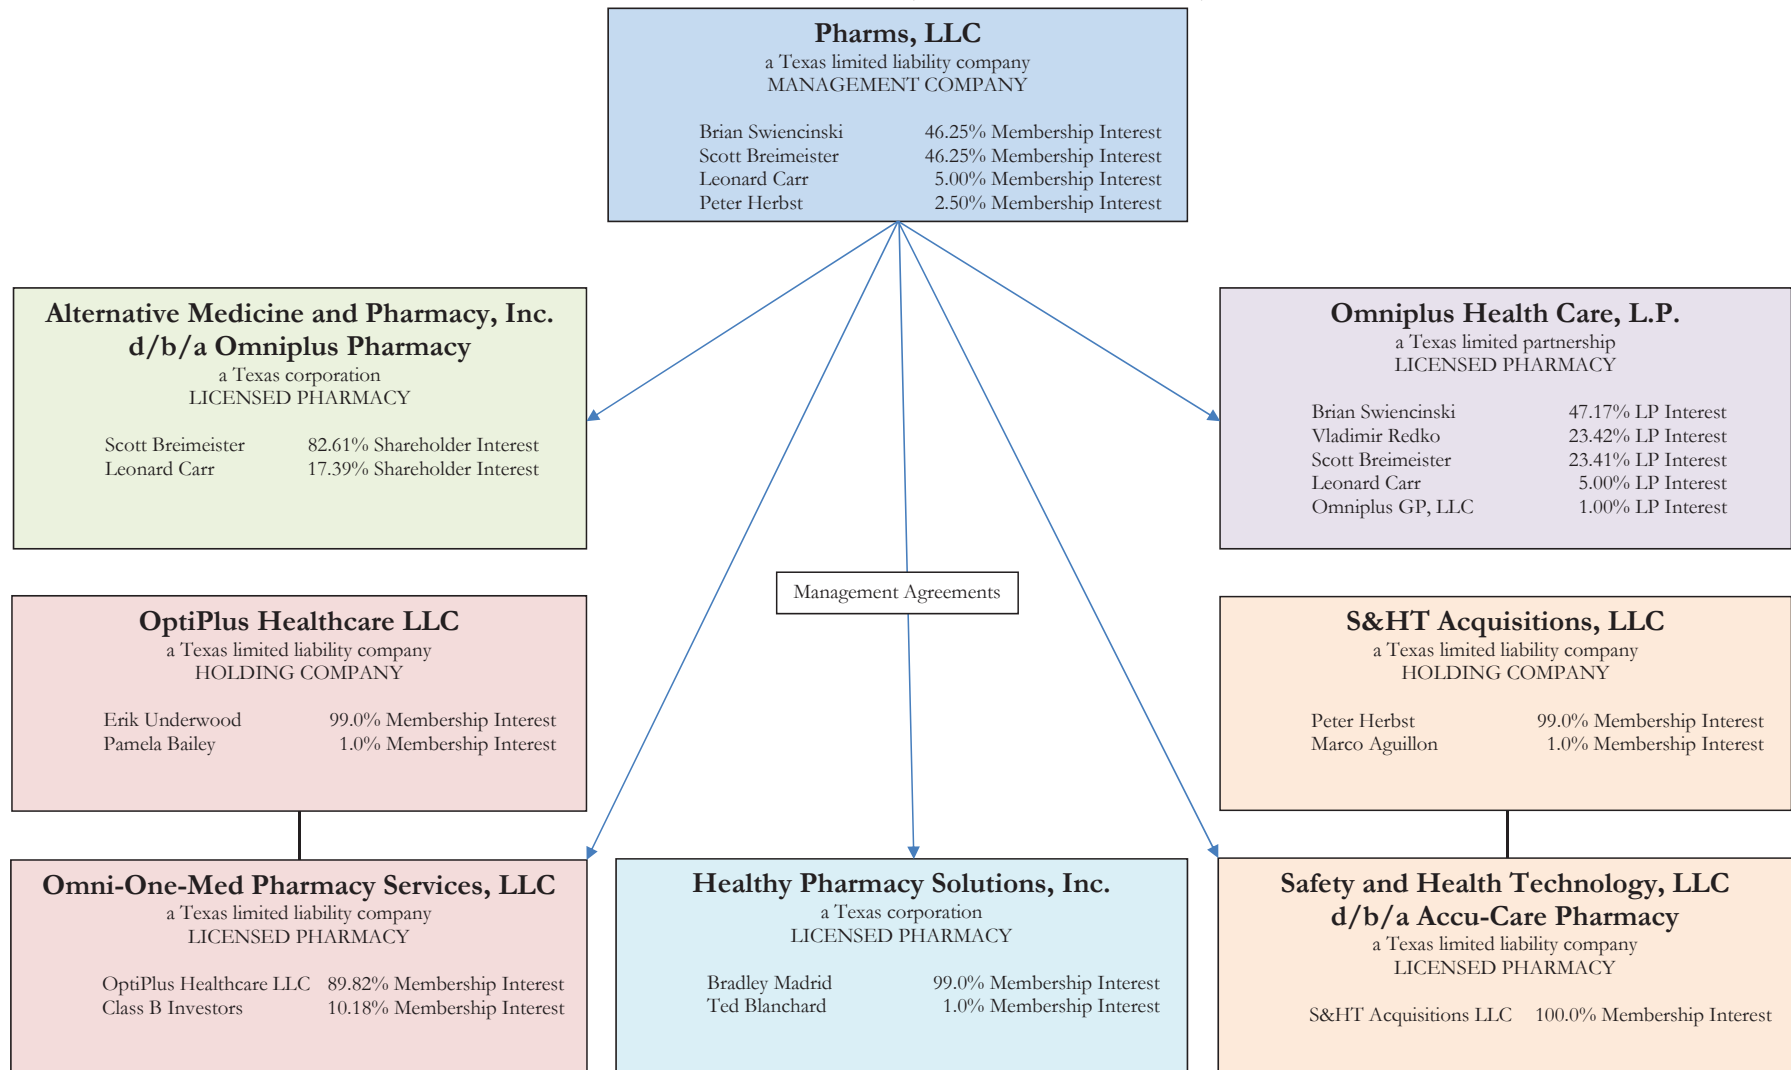 Pharms, LLC
a Texas limited liability company
MANAGEMENT COMPANY
Brian Swiencinski 46.25% Membership Interest
Scott Breimeister 46.25% Membership Interest
Leonard Carr 5.00% Membership Interest
Peter Herbst 2.50% Membership Interest
Alternative Medicine and Pharmacy, Inc.
d/b/a Omniplus Pharmacy
a Texas corporation
LICENSED PHARMACY
Scott Breimeister 82.61% Shareholder Interest
Leonard Carr 17.39% Shareholder Interest
Omniplus Health Care, L.P.
a Texas limited partnership
LICENSED PHARMACY
Brian Swiencinski 47.17% LP Interest
Vladimir Redko 23.42% LP Interest
Scott Breimeister 23.41% LP Interest
Leonard Carr 5.00% LP Interest
Omniplus GP, LLC 1.00% LP Interest
Management Agreements
OptiPlus Healthcare LLC
a Texas limited liability company
HOLDING COMPANY
Erik Underwood 99.0% Membership Interest
Pamela Bailey 1.0% Membership Interest
S&HT Acquisitions, LLC
a Texas limited liability company
HOLDING COMPANY
Peter Herbst 99.0% Membership Interest
Marco Aguillon 1.0% Membership Interest
Omni-One-Med Pharmacy Services, LLC
a Texas limited liability company
LICENSED PHARMACY
OptiPlus Healthcare LLC 89.82% Membership Interest
Class B Investors 10.18% Membership Interest
Healthy Pharmacy Solutions, Inc.
a Texas corporation
LICENSED PHARMACY
Bradley Madrid 99.0% Membership Interest
Ted Blanchard 1.0% Membership Interest
Safety and Health Technology, LLC
d/b/a Accu-Care Pharmacy
a Texas limited liability company
LICENSED PHARMACY
S&HT Acquisitions LLC 100.0% Membership Interest